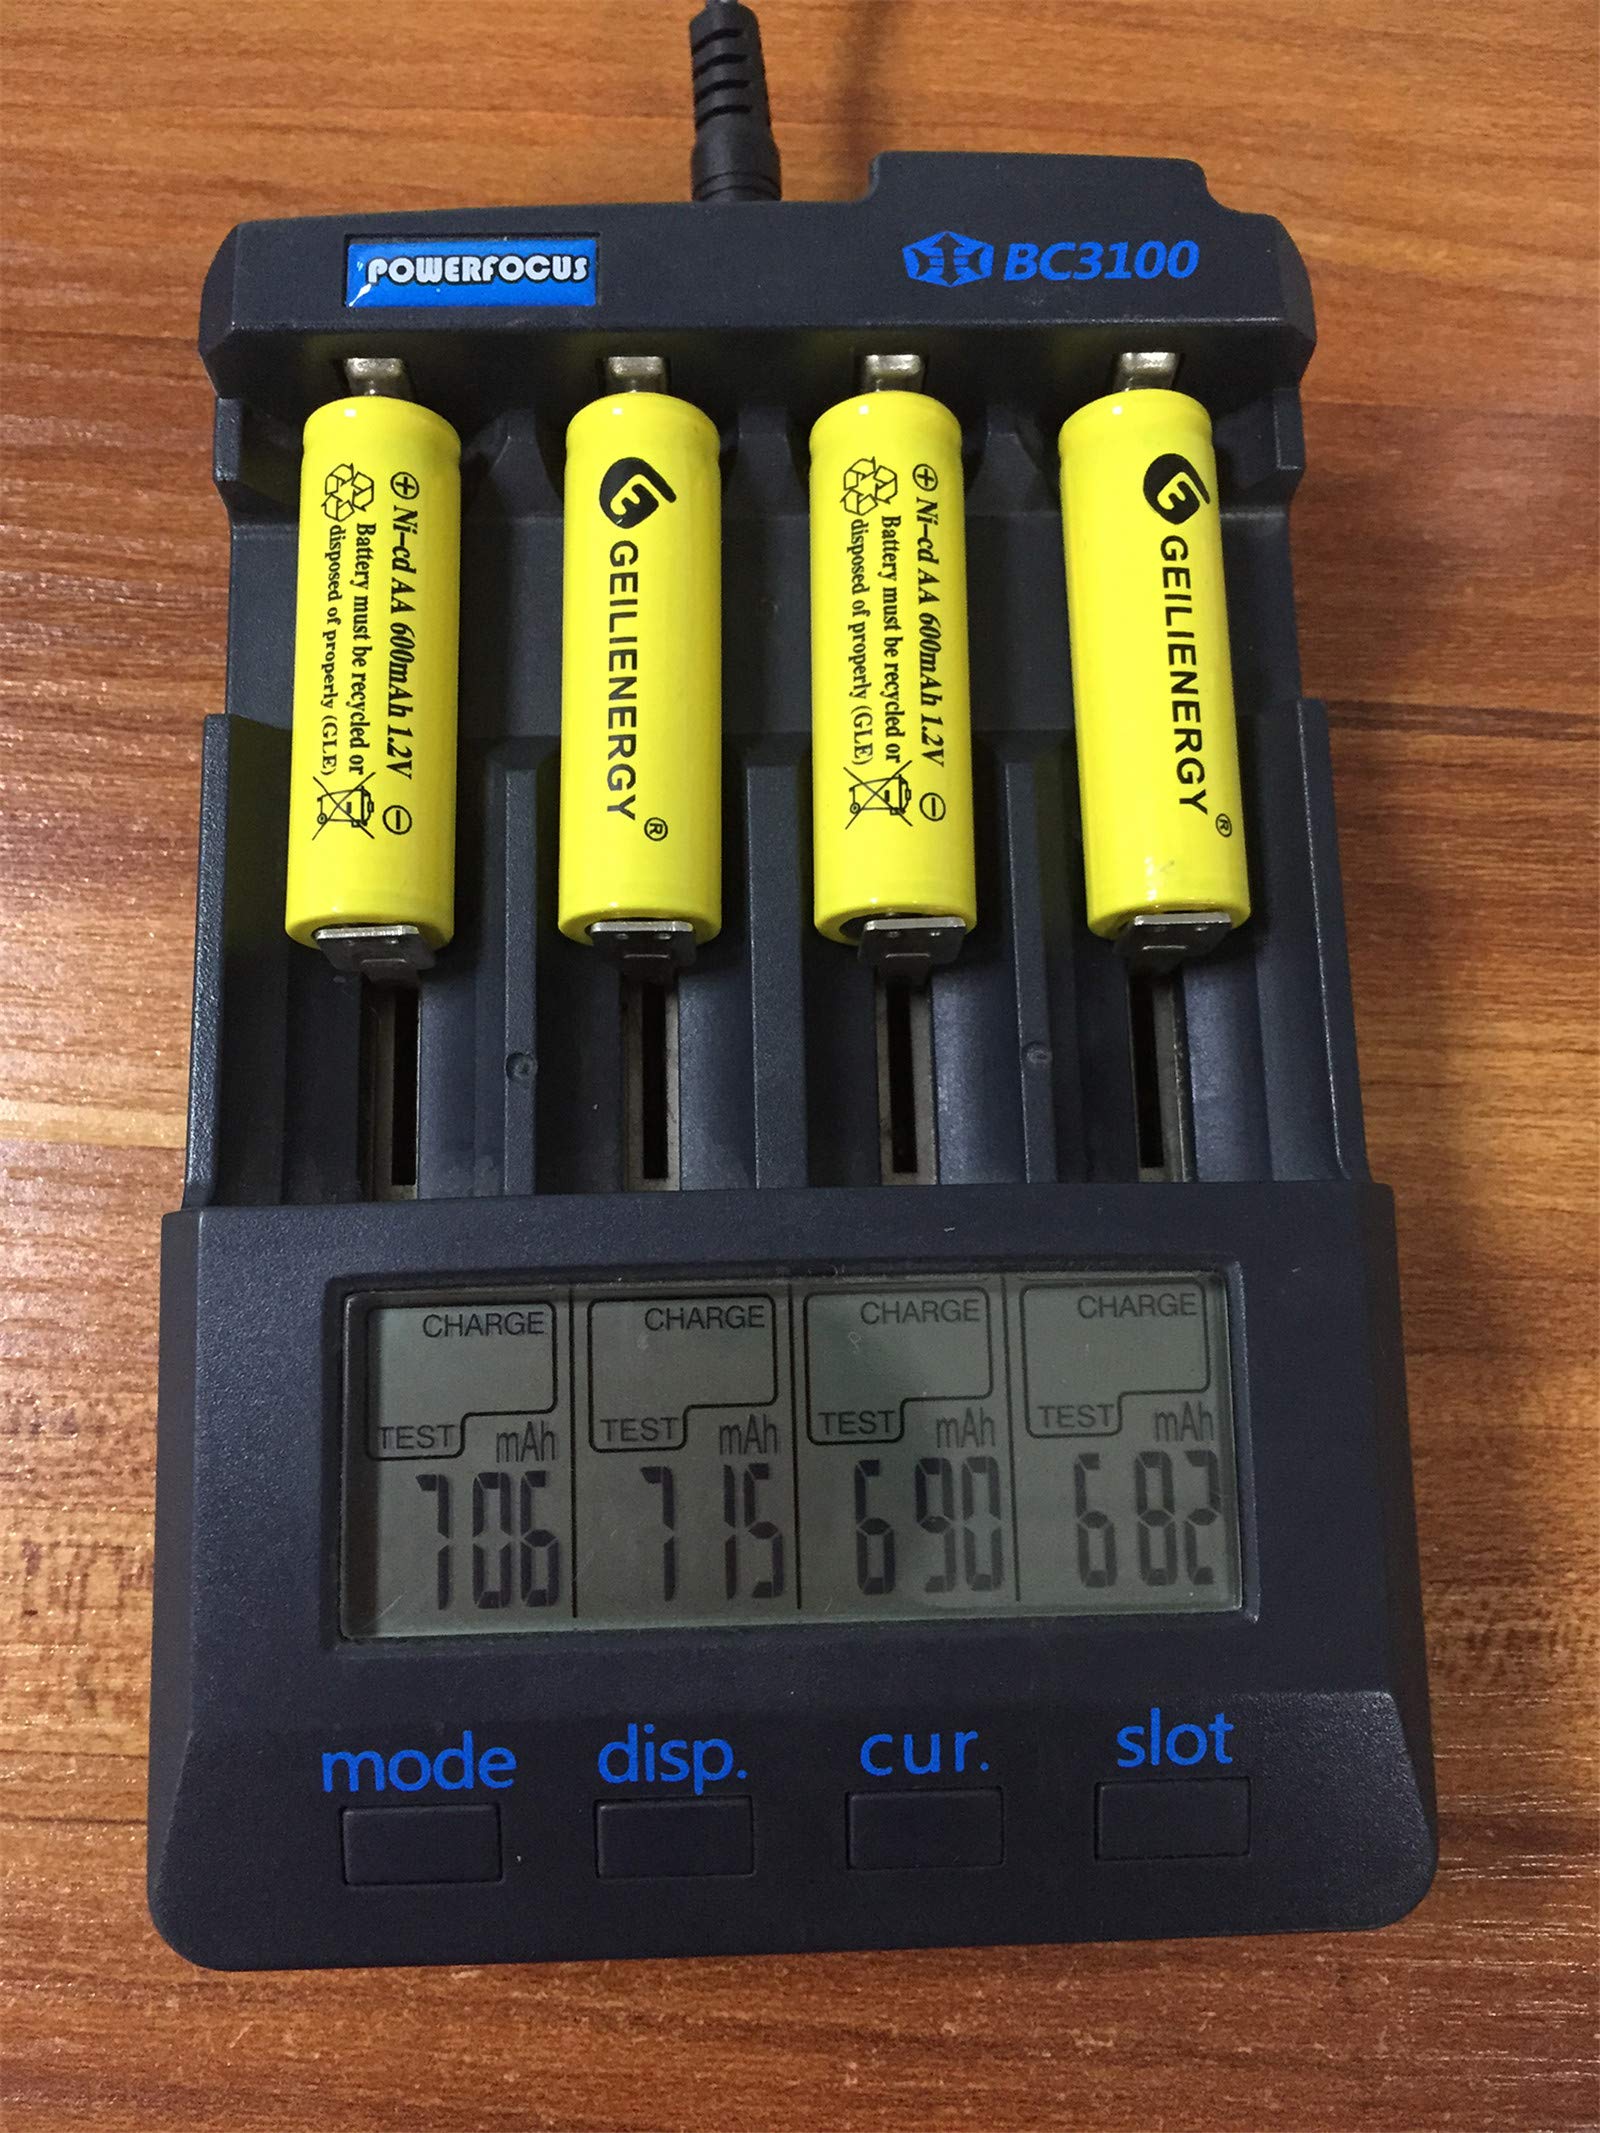 POWERFOCUS
BC3100
⊕ Ni-cd AA 600mAh 1.2V ⊖
Battery must be recycled or
disposed of properly (GLE)
GEILIENERGY®
⊕ Ni-cd AA 600mAh 1.2V ⊖
Battery must be recycled or
disposed of properly (GLE)
GEILIENERGY®
CHARGE
TEST
mAh
706
CHARGE
TEST
mAh
715
CHARGE
TEST
mAh
690
CHARGE
TEST
mAh
682
mode
disp.
cur.
slot